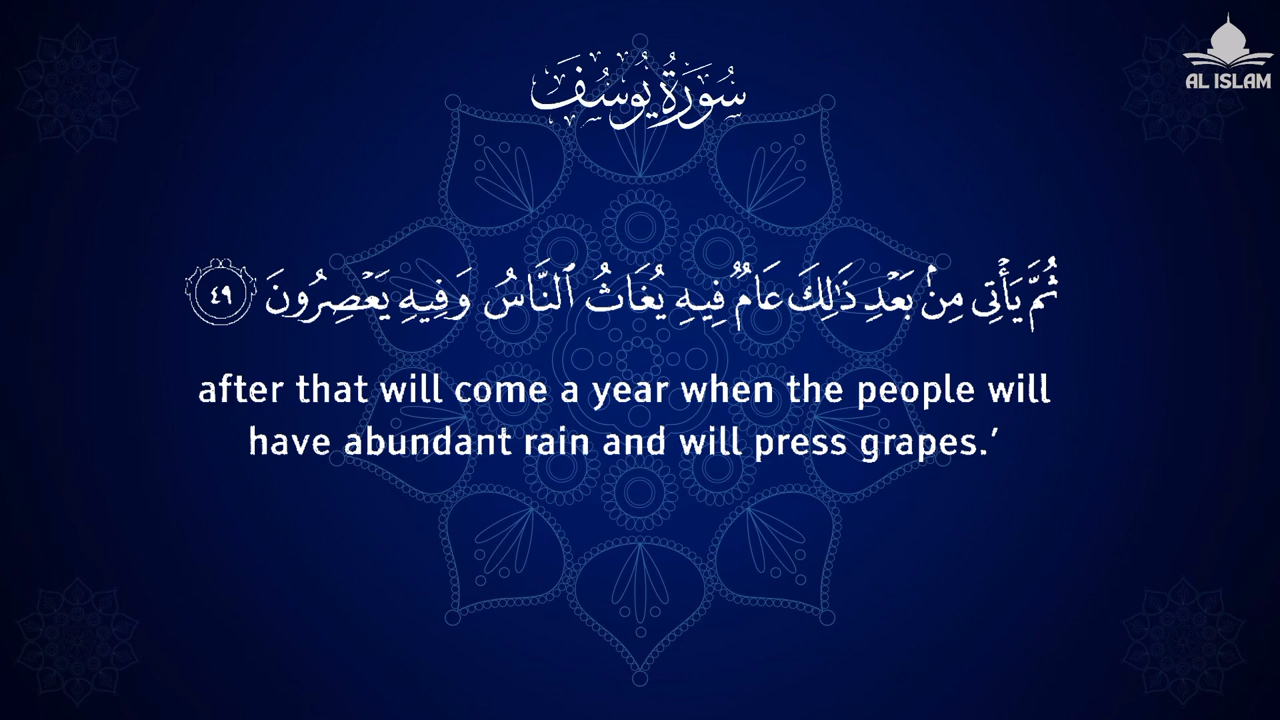 سُورَةُ يُوسُفَ
AL ISLAM
ثُمَّ يَأْتِى مِنۢ بَعْدِ ذَٰلِكَ عَامٌ فِيهِ يُغَاثُ ٱلنَّاسُ وَفِيهِ يَعْصِرُونَ ٤٩
after that will come a year when the people will
have abundant rain and will press grapes.’